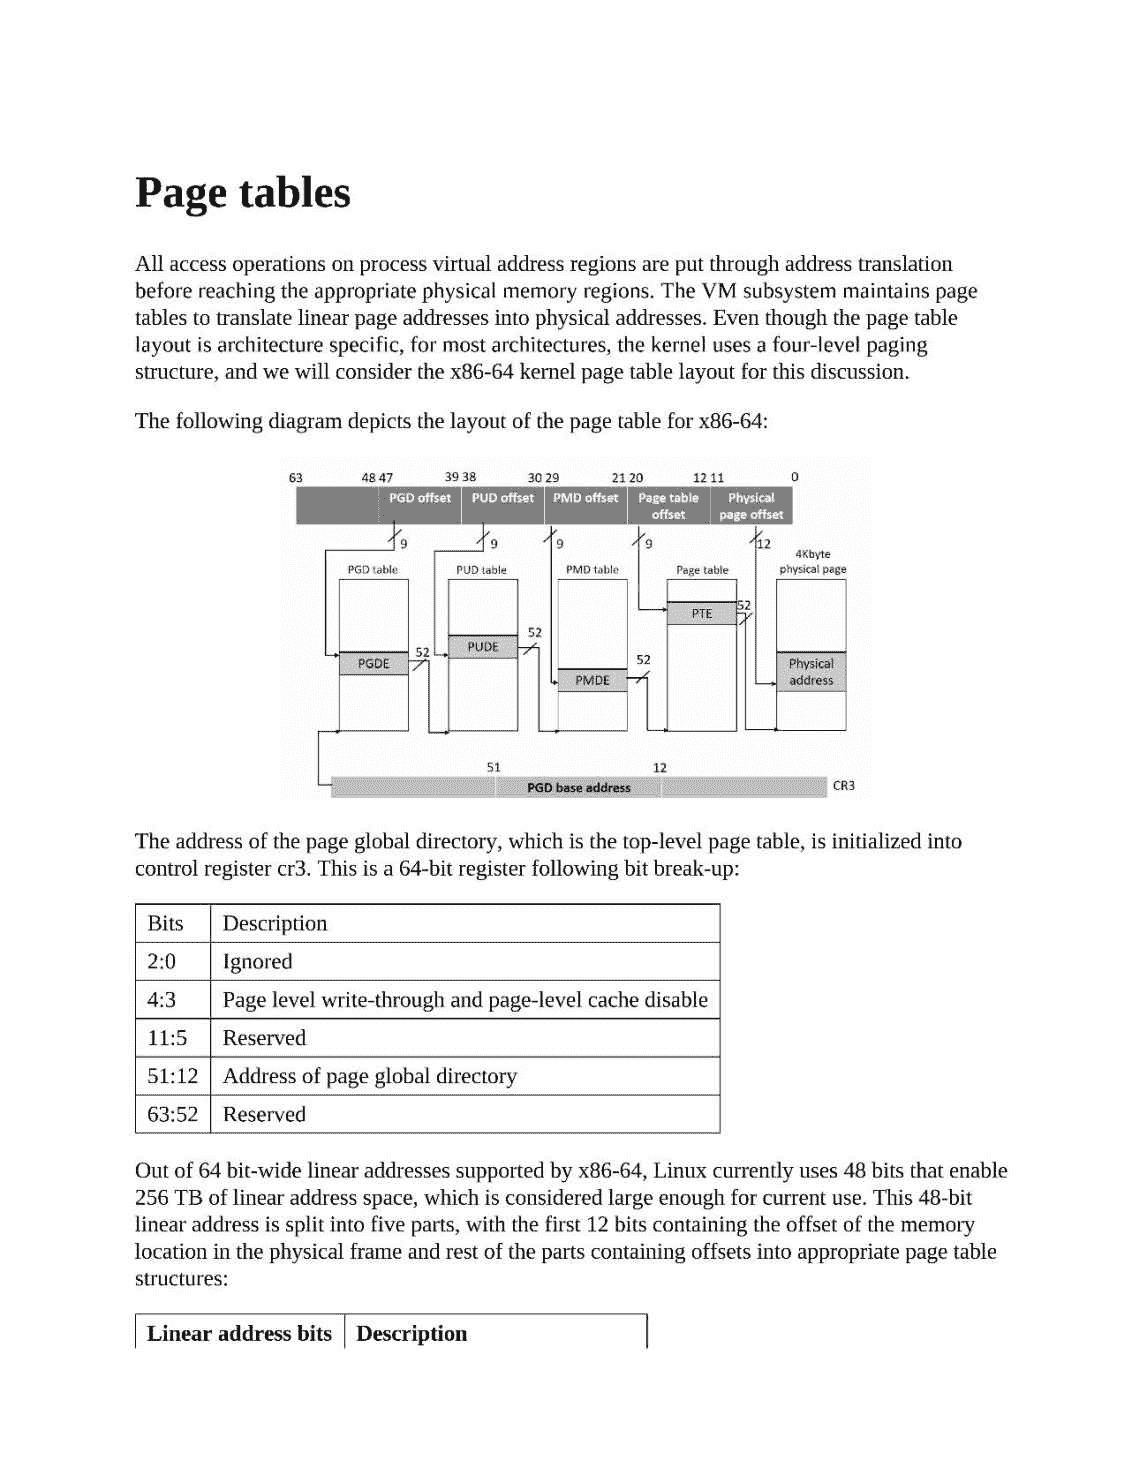 Page tables
All access operations on process virtual address regions are put through address translation
before reaching the appropriate physical memory regions. The VM subsystem maintains page
tables to translate linear page addresses into physical addresses. Even though the page table
layout is architecture specific, for most architectures, the kernel uses a four-level paging
structure, and we will consider the x86-64 kernel page table layout for this discussion.
The following diagram depicts the layout of the page table for x86-64:
63 48 47 39 38 30 29 21 20 12 11 0
PGD offset PUD offset PMD offset Page table Physical
offset page offset
9 9 9 9 12
4Kbyte
PGD table PUD table PMD table Page table physical page
PTE 52
52
PUDE
52 52
PGDE Physical
PMDE address
51 12
PGD base address CR3
The address of the page global directory, which is the top-level page table, is initialized into
control register cr3. This is a 64-bit register following bit break-up:
Bits Description
2:0 Ignored
4:3 Page level write-through and page-level cache disable
11:5 Reserved
51:12 Address of page global directory
63:52 Reserved
Out of 64 bit-wide linear addresses supported by x86-64, Linux currently uses 48 bits that enable
256 TB of linear address space, which is considered large enough for current use. This 48-bit
linear address is split into five parts, with the first 12 bits containing the offset of the memory
location in the physical frame and rest of the parts containing offsets into appropriate page table
structures:
Linear address bits Description